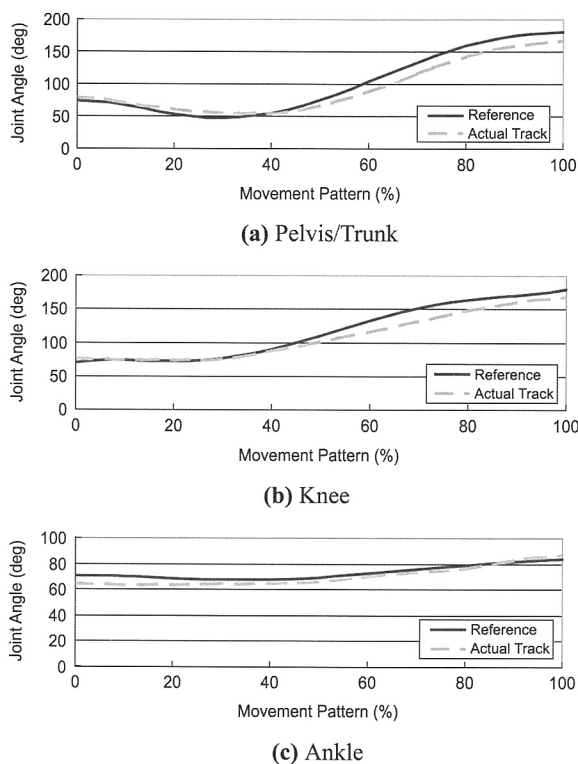 200
150
100
50
0
Joint Angle (deg)
Reference
Actual Track
0 20 40 60 80 100
Movement Pattern (%)
(a) Pelvis/Trunk
200
150
100
50
0
Joint Angle (deg)
Reference
Actual Track
0 20 40 60 80 100
Movement Pattern (%)
(b) Knee
100
80
60
40
20
0
Joint Angle (deg)
Reference
Actual Track
0 20 40 60 80 100
Movement Pattern (%)
(c) Ankle